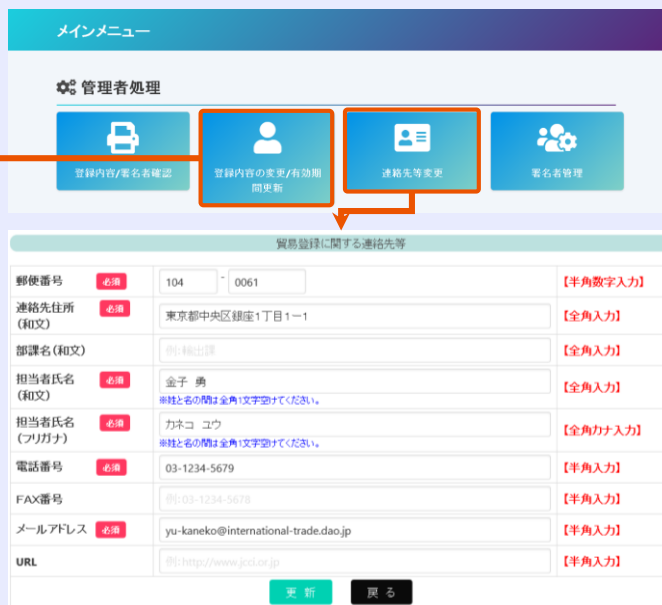 メインメニュー
管理者処理
登録内容/署名者確認
登録内容の変更/有効期
間更新
連絡先等変更
署名者管理
貿易登録に関する連絡先等
郵便番号 必須 104 - 0061 【半角数字入力】
連絡先住所 必須 東京都中央区銀座1丁目1ー1 【全角入力】
(和文)
部課名(和文) 例:輸出課 【全角入力】
担当者氏名 必須 金子 勇 【全角入力】
(和文) ※姓と名の間は全角1文字空けてください。
担当者氏名 必須 カネコ ユウ 【全角カナ入力】
(フリガナ) ※姓と名の間は全角1文字空けてください。
電話番号 必須 03-1234-5679 【半角入力】
FAX番号 例:03-1234-5678 【半角入力】
メールアドレス 必須 yu-kaneko@international-trade.dao.jp 【半角入力】
URL 例:http://www.jcci.or.jp 【半角入力】
更 新 戻 る